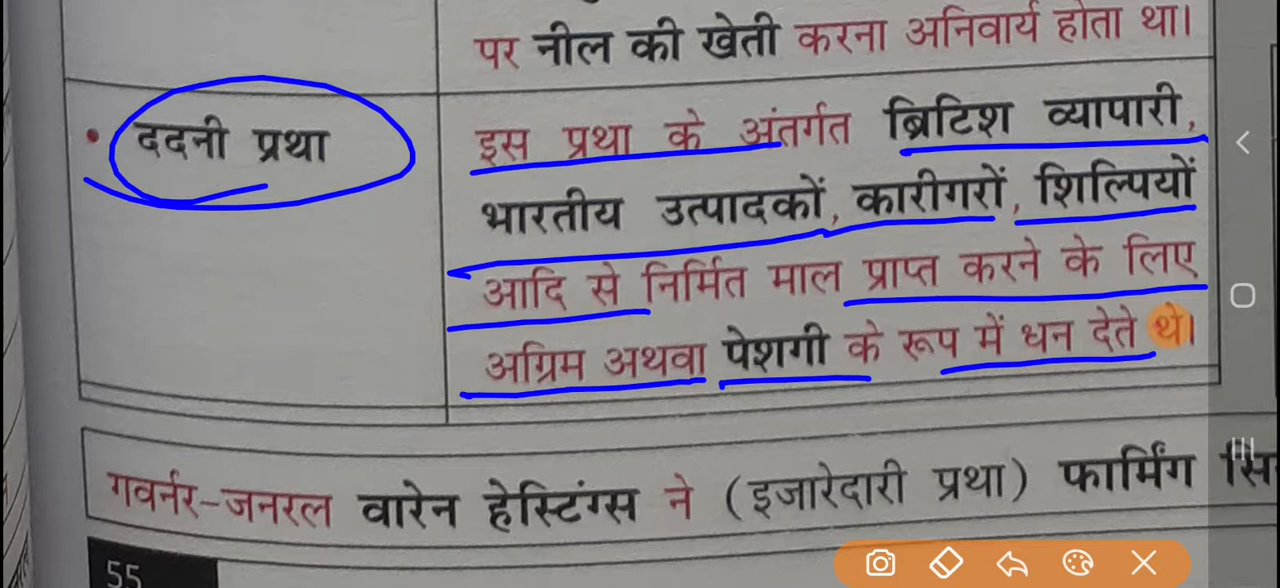 पर नील की खेती करना अनिवार्य होता था।
• ददनी प्रथा
इस प्रथा के अंतर्गत ब्रिटिश व्यापारी,
भारतीय उत्पादकों, कारीगरों, शिल्पियों
आदि से निर्मित माल प्राप्त करने के लिए
अग्रिम अथवा पेशगी के रूप में धन देते थे।
गवर्नर-जनरल वारेन हेस्टिंग्स ने (इजारेदारी प्रथा) फार्मिंग
55